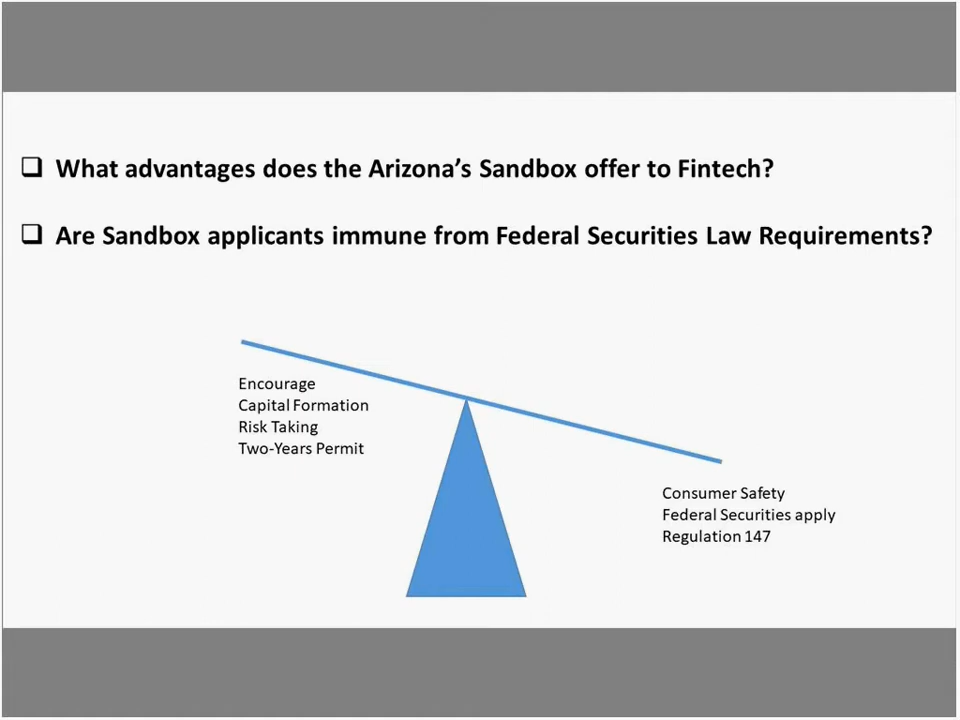 What advantages does the Arizona’s Sandbox offer to Fintech?
Are Sandbox applicants immune from Federal Securities Law Requirements?
Encourage
Capital Formation
Risk Taking
Two-Years Permit
Consumer Safety
Federal Securities apply
Regulation 147